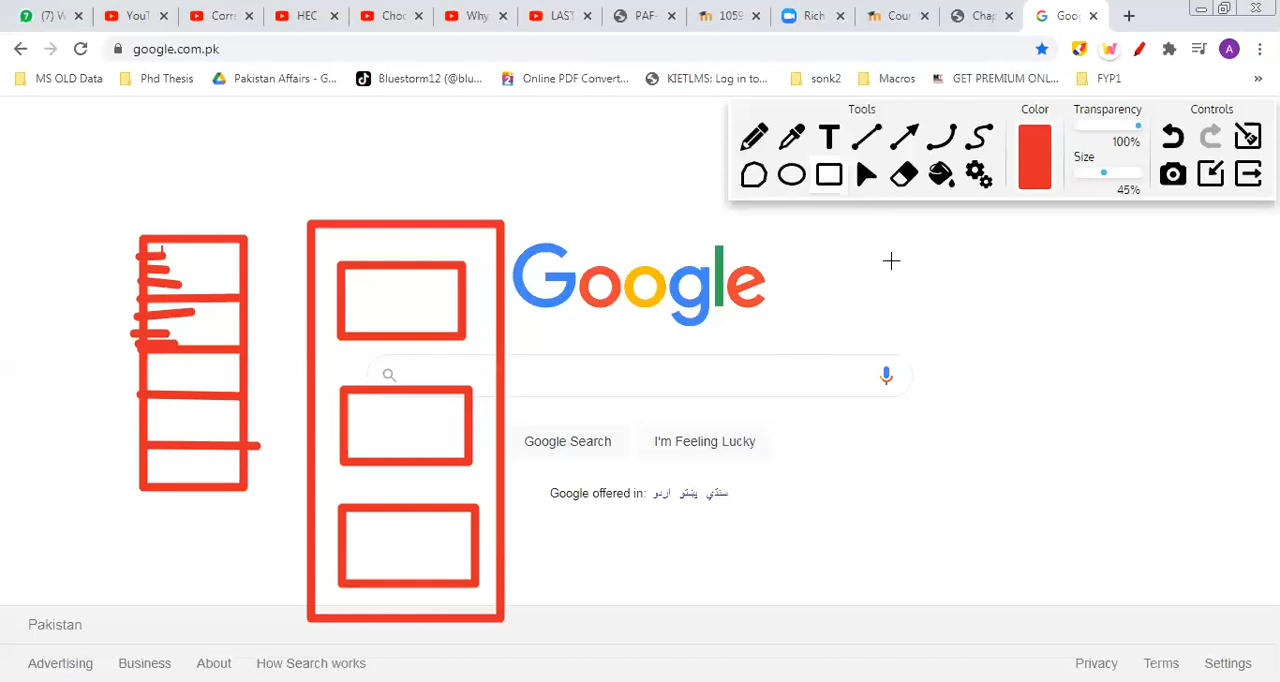 (7) W
YouT
Corre
HEC
Choc
Why
LAST
PAF-
1059
Rich
Cour
Chap
Goog
google.com.pk
A
MS OLD Data
Phd Thesis
Pakistan Affairs - G...
Bluestorm12 (@blu...
Online PDF Convert...
KIETLMS: Log in to...
sonk2
Macros
GET PREMIUM ONL...
FYP1
»
Tools
Color
Transparency
Controls
100%
Size
45%
Google
Google Search
I'm Feeling Lucky
Google offered in: اردو پښتو سنڌي
Pakistan
Advertising
Business
About
How Search works
Privacy
Terms
Settings